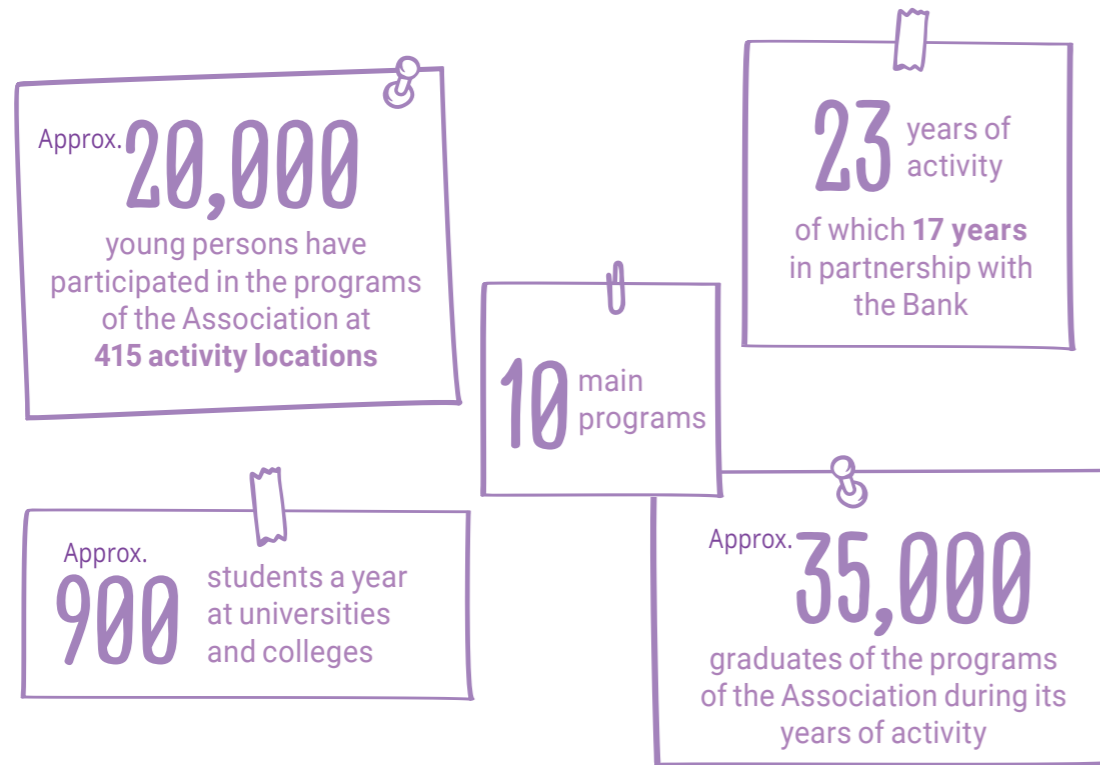 Approx. 20,000
young persons have
participated in the programs
of the Association at
415 activity locations
23 years of
activity
of which 17 years
in partnership with
the Bank
10 main
programs
Approx.
900 students a year
at universities
and colleges
Approx. 35,000
graduates of the programs
of the Association during its
years of activity